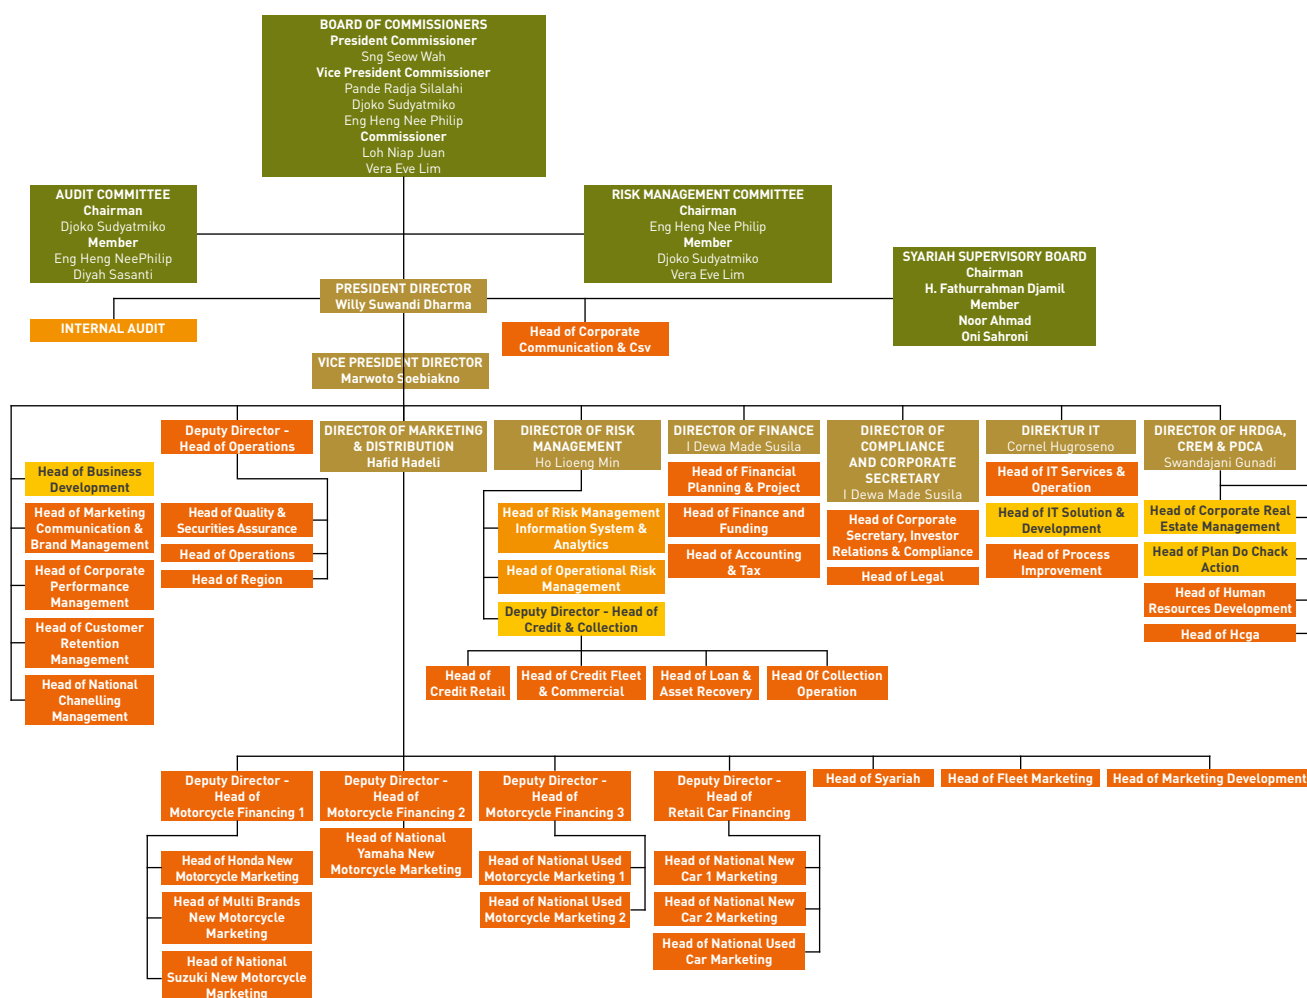 BOARD OF COMMISSIONERS
President Commissioner
Sng Seow Wah
Vice President Commissioner
Pande Radja Silalahi
Djoko Sudyatmiko
Eng Heng Nee Philip
Commissioner
Loh Niap Juan
Vera Eve Lim
AUDIT COMMITTEE
Chairman
Djoko Sudyatmiko
Member
Eng Heng NeePhilip
Diyah Sasanti
RISK MANAGEMENT COMMITTEE
Chairman
Eng Heng Nee Philip
Member
Djoko Sudyatmiko
Vera Eve Lim
SYARIAH SUPERVISORY BOARD
Chairman
H. Fathurrahman Djamil
Member
Noor Ahmad
Oni Sahroni
PRESIDENT DIRECTOR
Willy Suwandi Dharma
INTERNAL AUDIT
Head of Corporate
Communication & Csv
VICE PRESIDENT DIRECTOR
Marwoto Soebiakno
Head of Business
Development
Head of Marketing
Communication &
Brand Management
Head of Corporate
Performance
Management
Head of Customer
Retention
Management
Head of National
Chanelling
Management
Deputy Director -
Head of Operations
Head of Quality &
Securities Assurance
Head of Operations
Head of Region
DIRECTOR OF MARKETING
& DISTRIBUTION
Hafid Hadeli
DIRECTOR OF RISK
MANAGEMENT
Ho Lioeng Min
Head of Risk Management
Information System &
Analytics
Head of Operational Risk
Management
Deputy Director - Head of
Credit & Collection
Head of
Credit Retail
Head of Credit Fleet
& Commercial
Head of Loan &
Asset Recovery
Head Of Collection
Operation
DIRECTOR OF FINANCE
I Dewa Made Susila
Head of Financial
Planning & Project
Head of Finance and
Funding
Head of Accounting
& Tax
DIRECTOR OF
COMPLIANCE
AND CORPORATE
SECRETARY
I Dewa Made Susila
Head of Corporate
Secretary, Investor
Relations & Compliance
Head of Legal
DIREKTUR IT
Cornel Hugroseno
Head of IT Services &
Operation
Head of IT Solution &
Development
Head of Process
Improvement
DIRECTOR OF HRDGA,
CREM & PDCA
Swandajani Gunadi
Head of Corporate Real
Estate Management
Head of Plan Do Chack
Action
Head of Human
Resources Development
Head of Hcga
Deputy Director -
Head of
Motorcycle Financing 1
Head of Honda New
Motorcycle Marketing
Head of Multi Brands
New Motorcycle
Marketing
Head of National
Suzuki New Motorcycle
Marketing
Deputy Director -
Head of
Motorcycle Financing 2
Head of National
Yamaha New
Motorcycle Marketing
Deputy Director -
Head of
Motorcycle Financing 3
Head of National Used
Motorcycle Marketing 1
Head of National Used
Motorcycle Marketing 2
Deputy Director -
Head of
Retail Car Financing
Head of National New
Car 1 Marketing
Head of National New
Car 2 Marketing
Head of National Used
Car Marketing
Head of Syariah
Head of Fleet Marketing
Head of Marketing Development